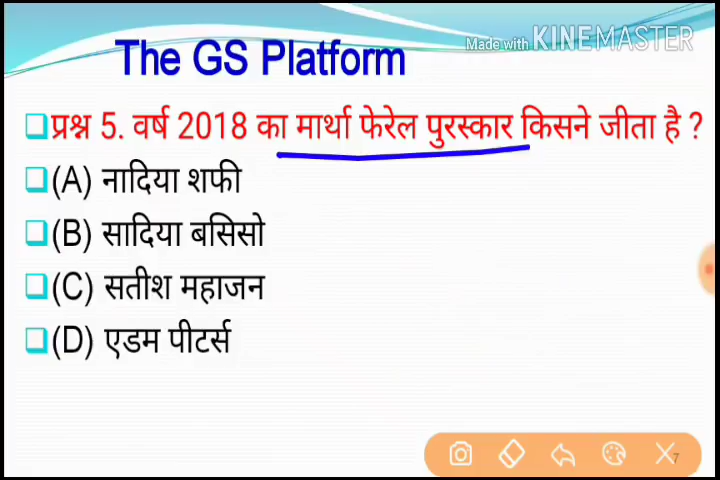 The GS Platform
Made with KINEMASTER
प्रश्न 5. वर्ष 2018 का मार्था फेरेल पुरस्कार किसने जीता है ?
(A) नादिया शफी
(B) सादिया बसिसो
(C) सतीश महाजन
(D) एडम पीटर्स
7